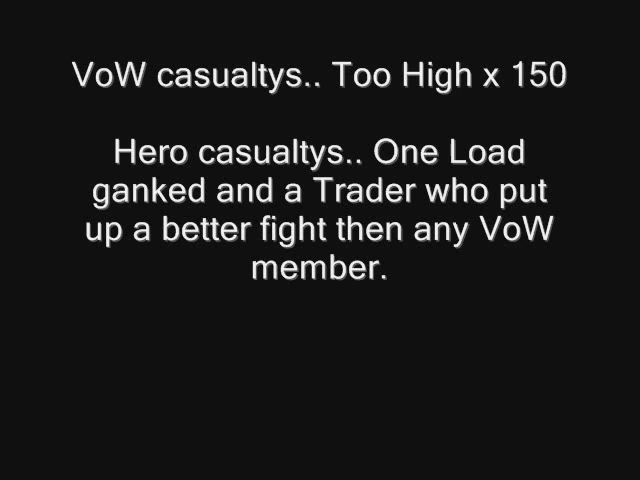 VoW casualtys.. Too High x 150
Hero casualtys.. One Load
ganked and a Trader who put
up a better fight then any VoW
member.